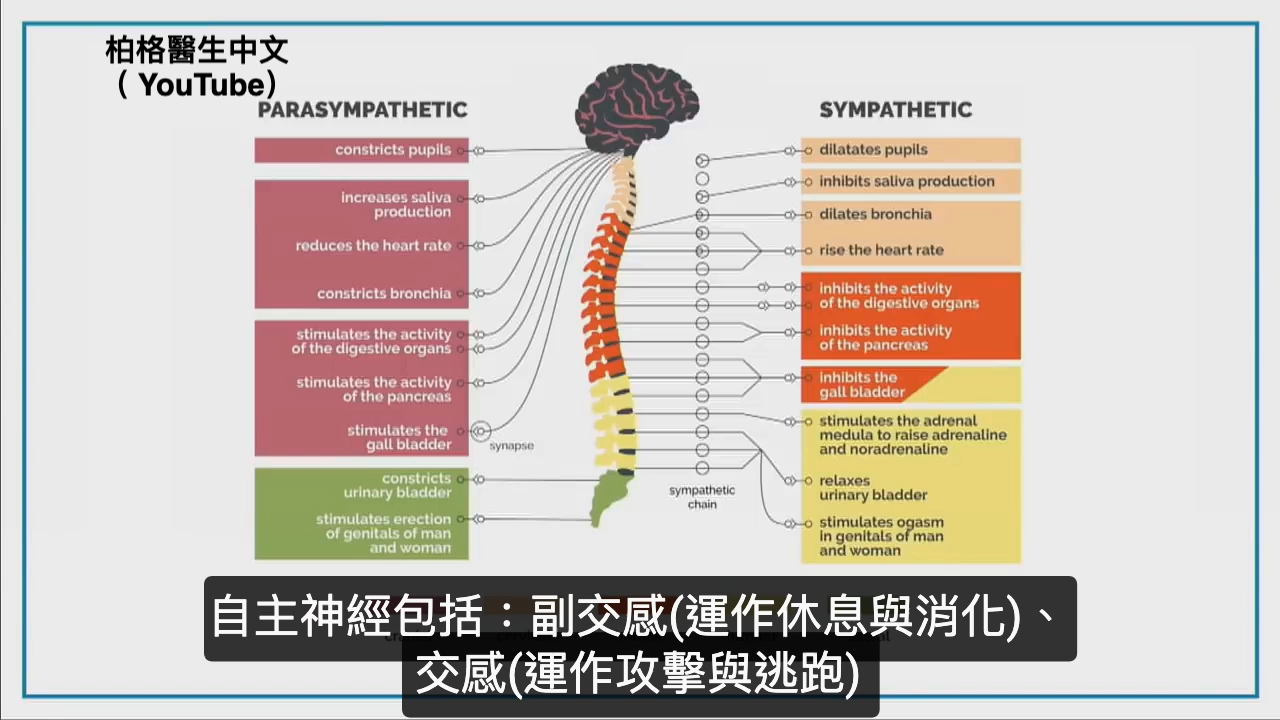 柏格醫生中文
（ YouTube）
PARASYMPATHETIC
constricts pupils
increases saliva
production
reduces the heart rate
constricts bronchia
stimulates the activity
of the digestive organs
stimulates the activity
of the pancreas
stimulates the
gall bladder
synapse
constricts
urinary bladder
stimulates erection
of genitals of man
and woman
sympathetic
chain
SYMPATHETIC
dilatates pupils
inhibits saliva production
dilates bronchia
rise the heart rate
inhibits the activity
of the digestive organs
inhibits the activity
of the pancreas
inhibits the
gall bladder
stimulates the adrenal
medula to raise adrenaline
and noradrenaline
relaxes
urinary bladder
stimulates ogasm
in genitals of man
and woman
自主神經包括：副交感(運作休息與消化)、
交感(運作攻擊與逃跑)